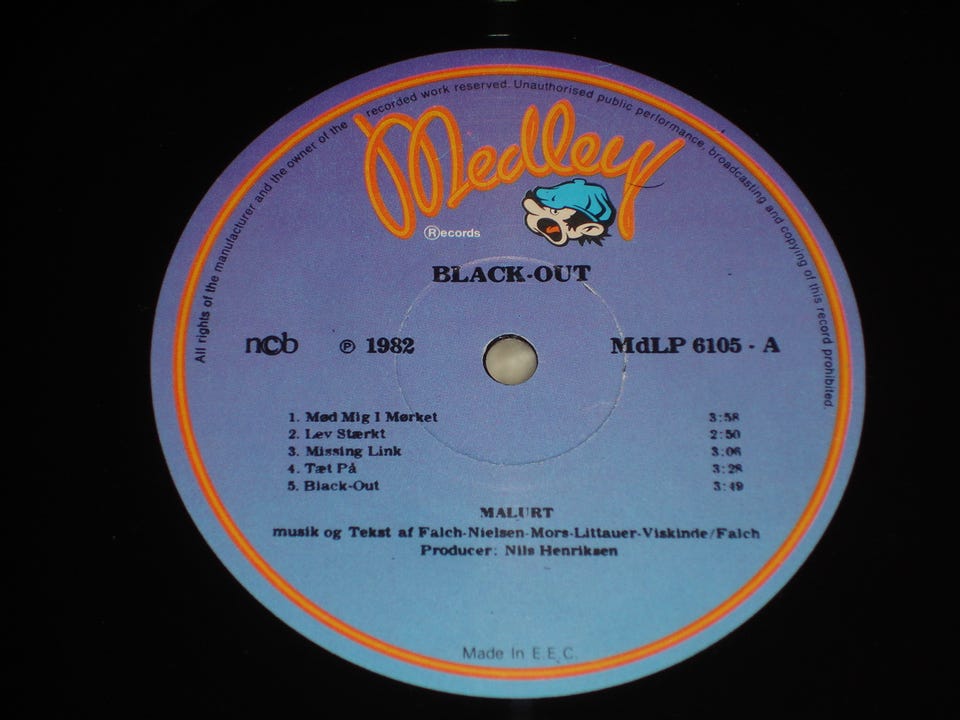 All rights of the manufacturer and the owner of the recorded work reserved. Unauthorised public performance, broadcasting and copying of this record prohibited.
Medley
Ⓡecords
BLACK-OUT
ncb ℗ 1982 MdLP 6105 - A
1. Mød Mig I Mørket 3:58
2. Lev Stærkt 2:50
3. Missing Link 3:06
4. Tæt På 3:28
5. Black-Out 3:49
MALURT
musik og Tekst af Falch-Nielsen-Mors-Littauer-Viskinde/Falch
Producer: Nils Henriksen
Made In E.E.C.